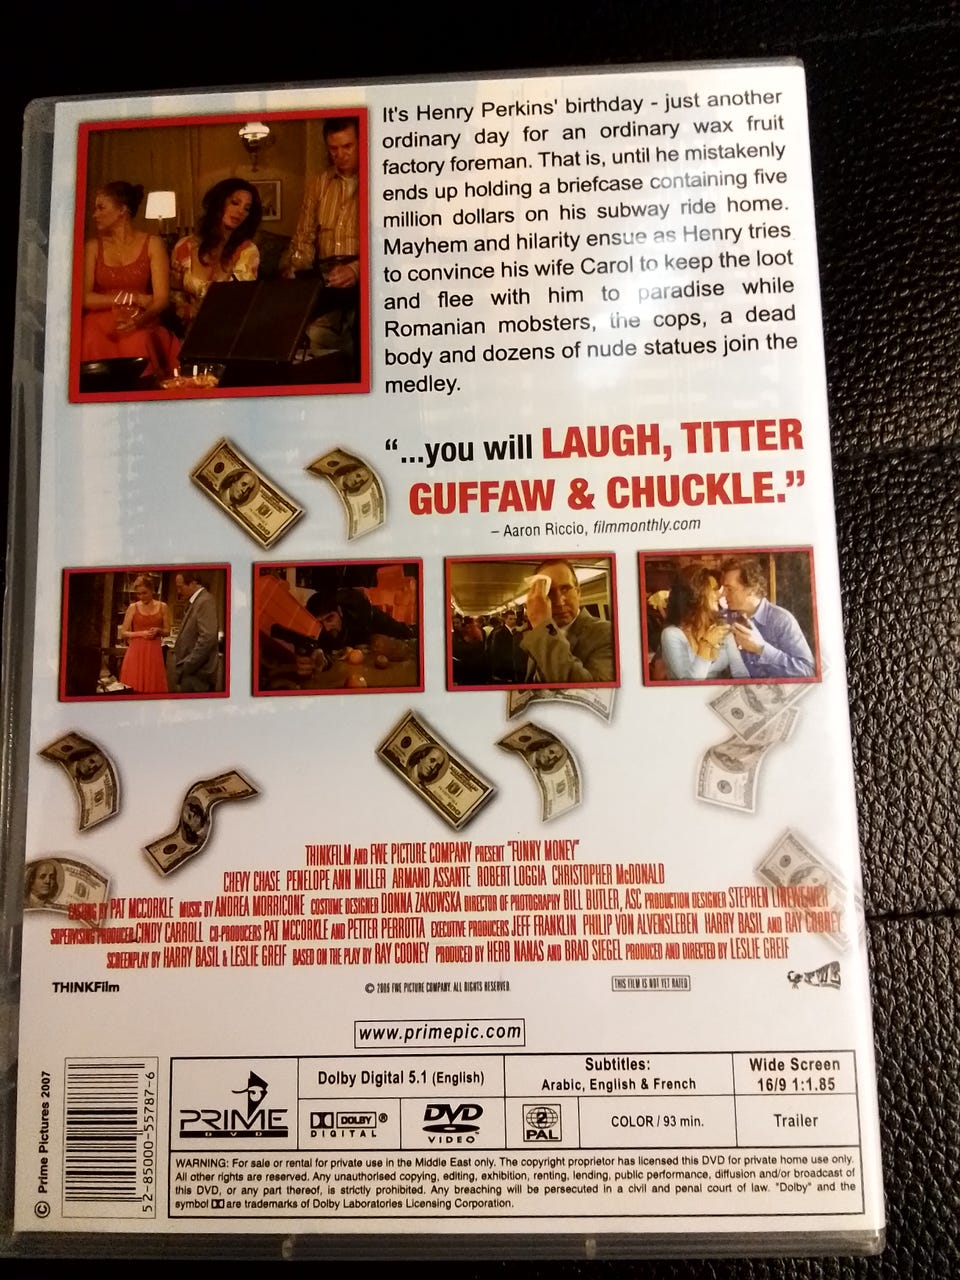 It's Henry Perkins' birthday - just another
ordinary day for an ordinary wax fruit
factory foreman. That is, until he mistakenly
ends up holding a briefcase containing five
million dollars on his subway ride home.
Mayhem and hilarity ensue as Henry tries
to convince his wife Carol to keep the loot
and flee with him to paradise while
Romanian mobsters, the cops, a dead
body and dozens of nude statues join the
medley.
“...you will LAUGH, TITTER
GUFFAW & CHUCKLE.”
– Aaron Riccio, filmmonthly.com
THINKFILM AND FWE PICTURE COMPANY PRESENT "FUNNY MONEY"
CHEVY CHASE PENELOPE ANN MILLER ARMAND ASSANTE ROBERT LOGGIA CHRISTOPHER McDONALD
CASTING BY PAT MCCORKLE MUSIC BY ANDREA MORRICONE COSTUME DESIGNER DONNA ZAKOWSKA DIRECTOR OF PHOTOGRAPHY BILL BUTLER, ASC PRODUCTION DESIGNER STEPHEN LINEWEAVER
SUPERVISING PRODUCER CINDY CARROLL CO-PRODUCERS PAT MCCORKLE AND PETTER PERROTTA EXECUTIVE PRODUCERS JEFF FRANKLIN PHILIP VON ALVENSLEBEN HARRY BASIL AND RAY COONEY
SCREENPLAY BY HARRY BASIL & LESLIE GREIF BASED ON THE PLAY BY RAY COONEY PRODUCED BY HERB NANAS AND BRAD SIEGEL PRODUCED AND DIRECTED BY LESLIE GREIF
THINKFilm
© 2006 FWE PICTURE COMPANY. ALL RIGHTS RESERVED.
THIS FILM IS NOT YET RATED
FWE
www.primepic.com
© Prime Pictures 2007
52-85000-55787-6
PRIME
DVD
Dolby Digital 5.1 (English)
Subtitles:
Arabic, English & French
Wide Screen
16/9 1:1.85
DOLBY ®
DIGITAL
DVD
VIDEO
2
PAL
COLOR / 93 min.
Trailer
WARNING: For sale or rental for private use in the Middle East only. The copyright proprietor has licensed this DVD for private home use only.
All other rights are reserved. Any unauthorised copying, editing, exhibition, renting, lending, public performance, diffusion and/or broadcast of
this DVD, or any part thereof, is strictly prohibited. Any breaching will be persecuted in a civil and penal court of law. "Dolby" and the
symbol are trademarks of Dolby Laboratories Licensing Corporation.